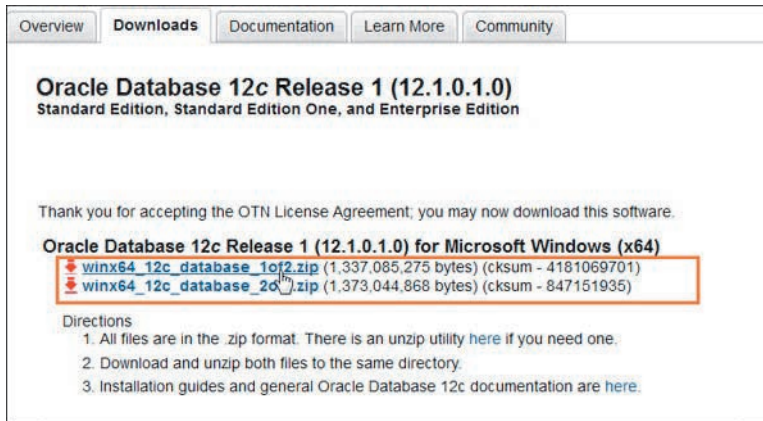 Overview Downloads Documentation Learn More Community
Oracle Database 12c Release 1 (12.1.0.1.0)
Standard Edition, Standard Edition One, and Enterprise Edition
Thank you for accepting the OTN License Agreement; you may now download this software.
Oracle Database 12c Release 1 (12.1.0.1.0) for Microsoft Windows (x64)
winx64_12c_database_1of2.zip (1,337,085,275 bytes) (cksum - 4181069701)
(1,373,044,868 bytes) (cksum - 847151935)
Directions
1. All files are in the .zip format. There is an unzip utility here if you need one.
2. Download and unzip both files to the same directory.
3. Installation guides and general Oracle Database 12c documentation are here.